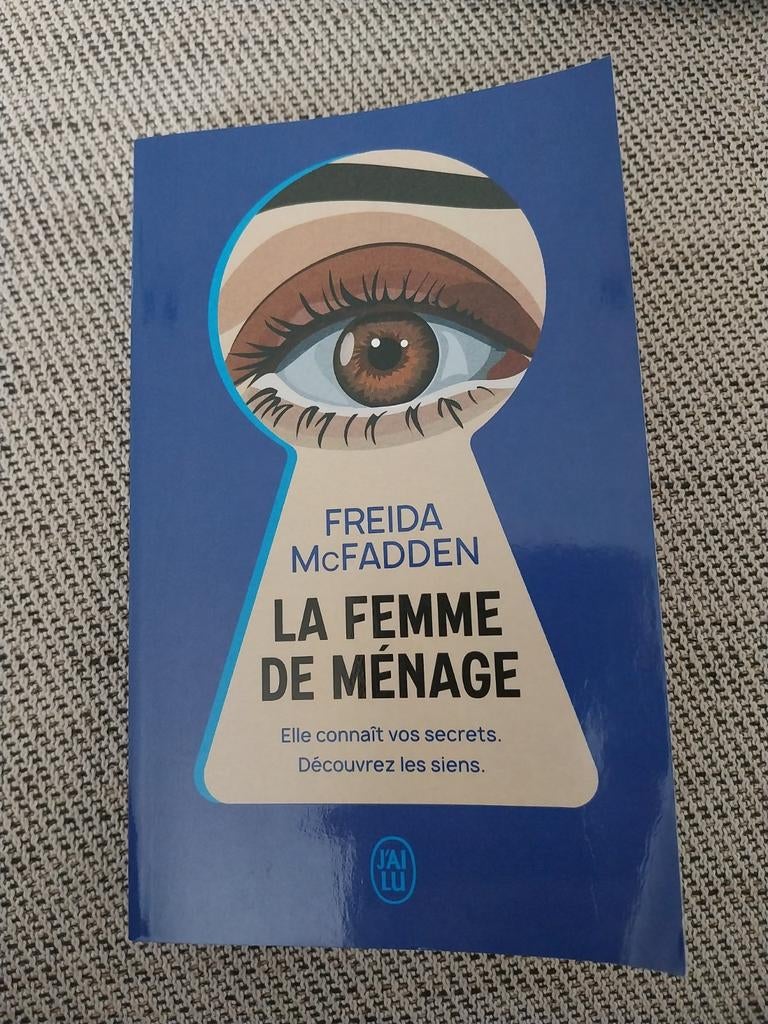 FREIDA
McFADDEN
LA FEMME
DE MÉNAGE
Elle connaît vos secrets.
Découvrez les siens.
J'AI
LU